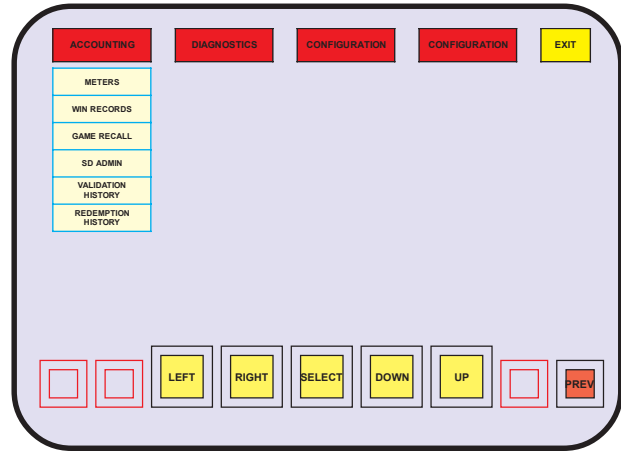 ACCOUNTING
DIAGNOSTICS
CONFIGURATION
CONFIGURATION
EXIT
METERS
WIN RECORDS
GAME RECALL
SD ADMIN
VALIDATION
HISTORY
REDEMPTION
HISTORY
LEFT
RIGHT
SELECT
DOWN
UP
PREV